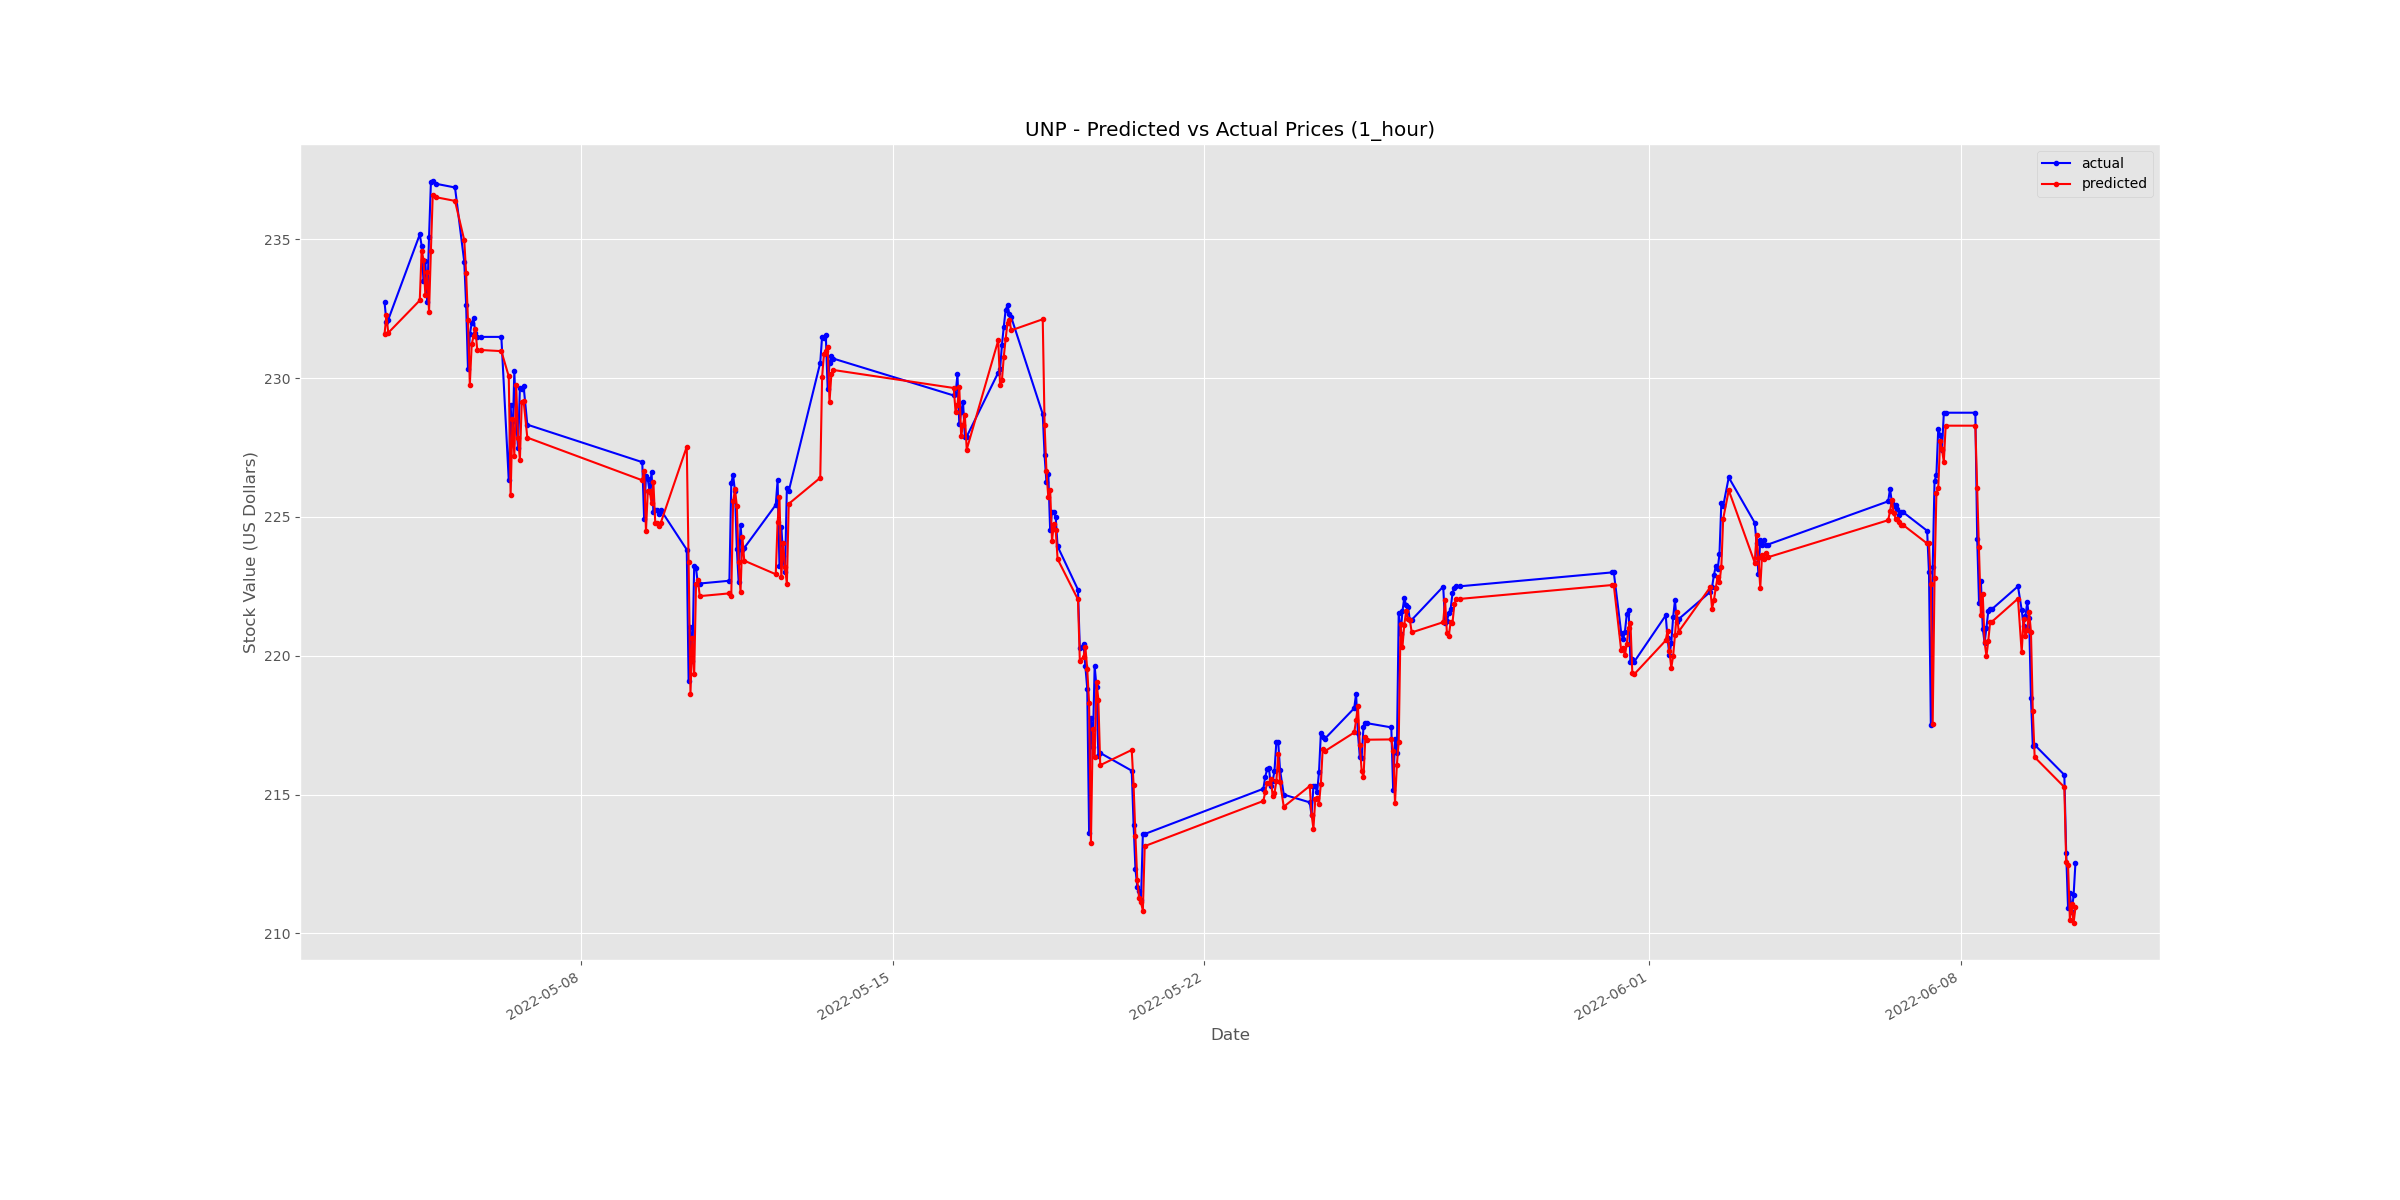 UNP - Predicted vs Actual Prices (1_hour)
actual
predicted
235
230
225
220
215
210
Stock Value (US Dollars)
2022-05-08
2022-05-15
2022-05-22
2022-06-01
2022-06-08
Date